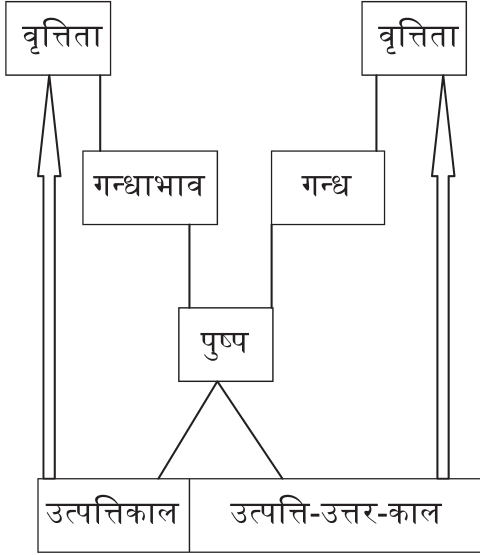 वृत्तिता वृत्तिता
गन्धाभाव गन्ध
पुष्प
उत्पत्तिकाल उत्पत्ति-उत्तर-काल